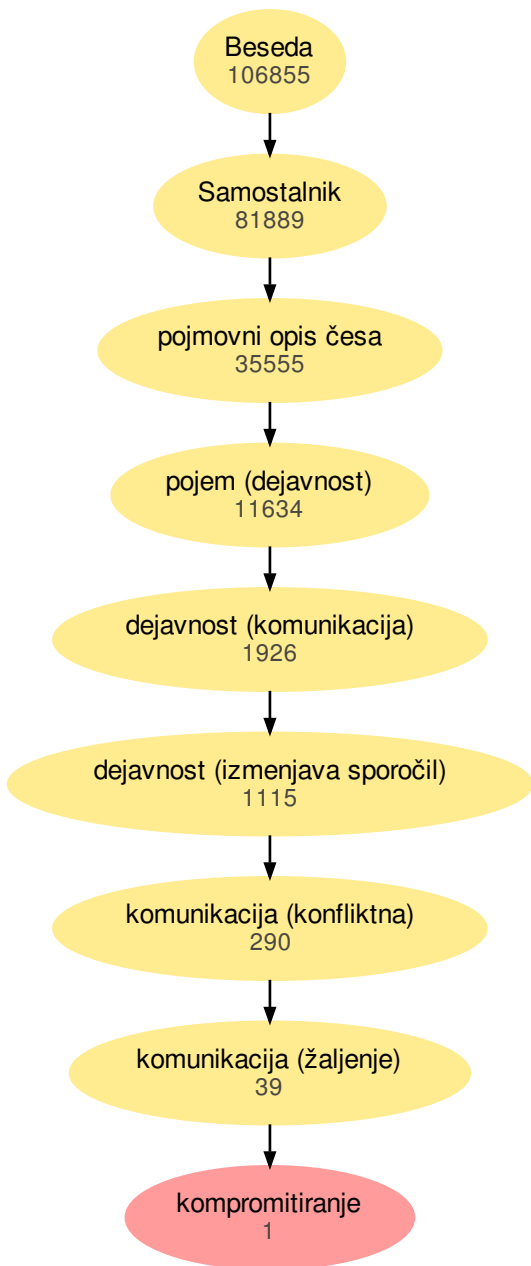 Beseda
106855
Samostalnik
81889
pojmovni opis česa
35555
pojem (dejavnost)
11634
dejavnost (komunikacija)
1926
dejavnost (izmenjava sporočil)
1115
komunikacija (konfliktna)
290
komunikacija (žaljenje)
39
kompromitiranje
1